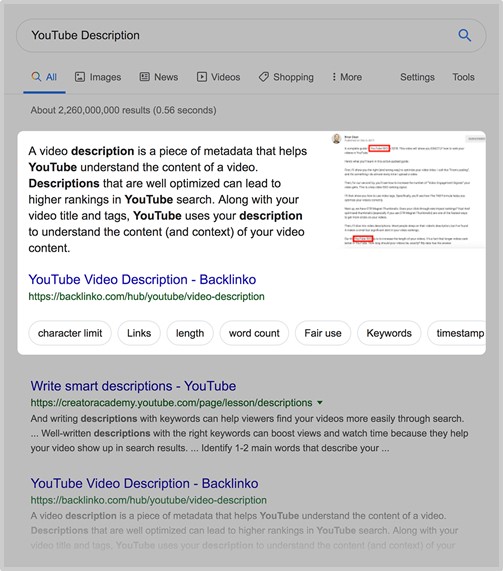 YouTube Description
All Images News Videos Shopping More Settings Tools
About 2,260,000,000 results (0.56 seconds)
A video description is a piece of metadata that helps
YouTube understand the content of a video.
Descriptions that are well optimized can lead to
higher rankings in YouTube search. Along with your
video title and tags, YouTube uses your description
to understand the content (and context) of your video
content.
YouTube Video Description - Backlinko
https://backlinko.com/hub/youtube/video-description
character limit Links length word count Fair use Keywords timestamp
Write smart descriptions - YouTube
https://creatoracademy.youtube.com/page/lesson/descriptions
And writing descriptions with keywords can help viewers find your videos more easily through search.
... Well-written descriptions with the right keywords can boost views and watch time because they help
your video show up in search results. ... Identify 1-2 main words that describe your ...
YouTube Video Description - Backlinko
https://backlinko.com/hub/youtube/video-description
A video description is a piece of metadata that helps YouTube understand the content of a video.
Descriptions that are well optimized can lead to higher rankings in YouTube search. Along with your
video title and tags, YouTube uses your description to understand the content (and context) of your